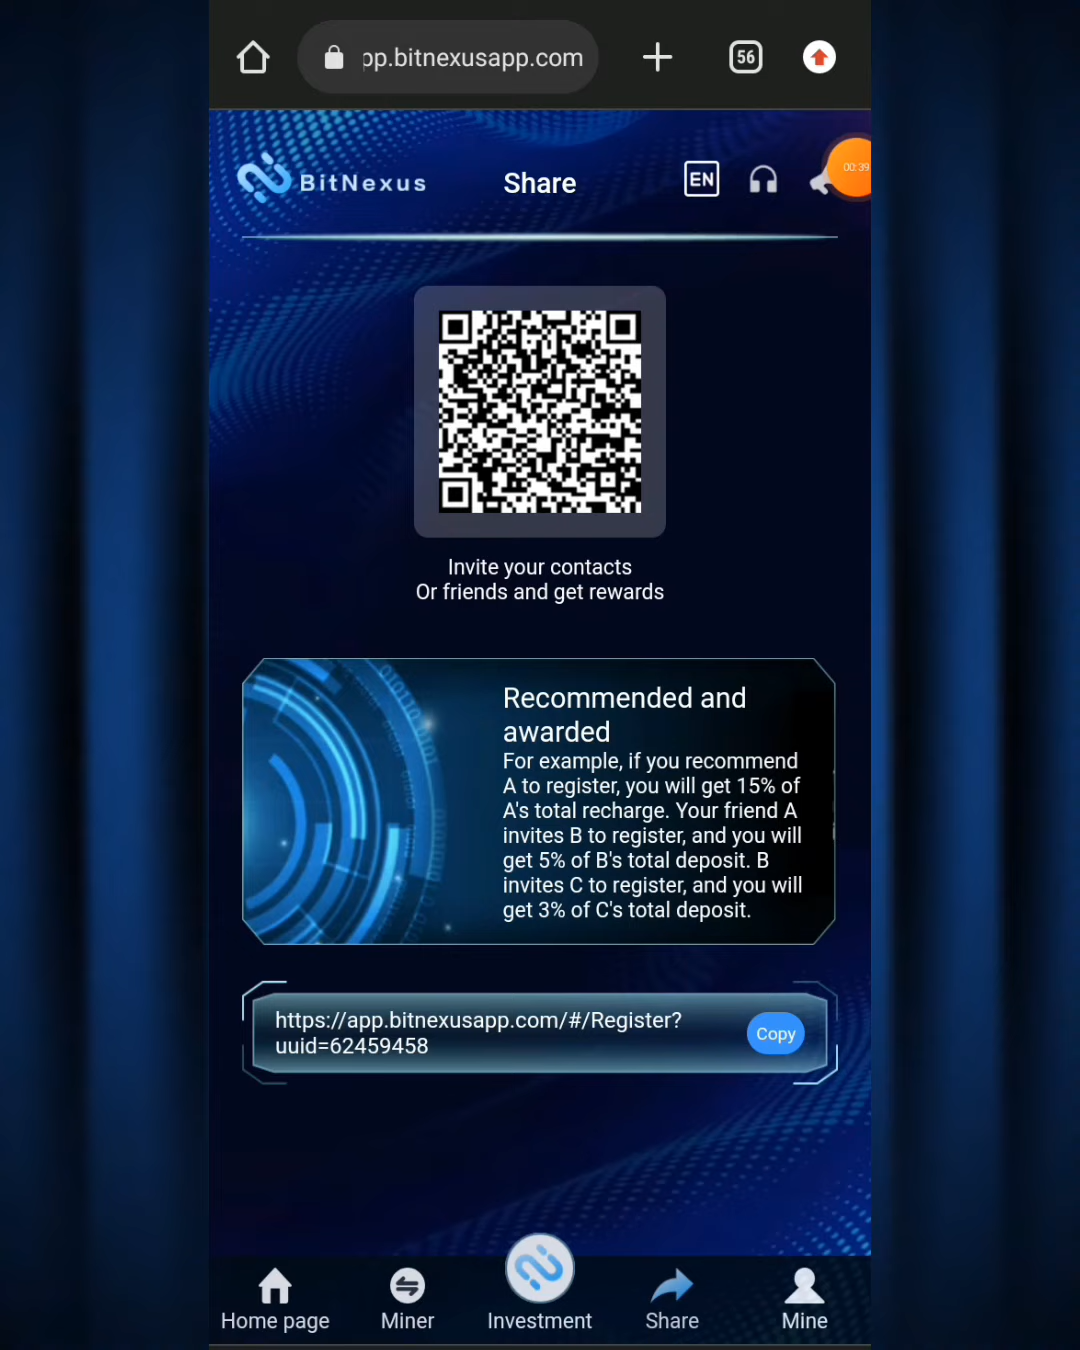 pp.bitnexusapp.com
56
BitNexus
Share
EN
00:39
Invite your contacts
Or friends and get rewards
Recommended and
awarded
For example, if you recommend
A to register, you will get 15% of
A's total recharge. Your friend A
invites B to register, and you will
get 5% of B's total deposit. B
invites C to register, and you will
get 3% of C's total deposit.
https://app.bitnexusapp.com/#/Register?
uuid=62459458
Copy
Home page
Miner
Investment
Share
Mine